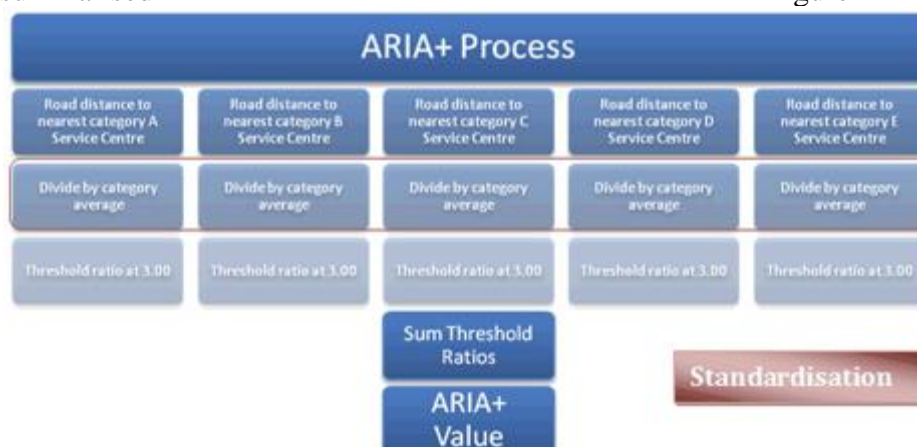 ARIA+ Process
Road distance to nearest category A Service Centre
Road distance to nearest category B Service Centre
Road distance to nearest category C Service Centre
Road distance to nearest category D Service Centre
Road distance to nearest category E Service Centre
Divide by category average
Divide by category average
Divide by category average
Divide by category average
Divide by category average
Threshold ratio at 3.00
Threshold ratio at 3.00
Threshold ratio at 3.00
Threshold ratio at 3.00
Threshold ratio at 3.00
Sum Threshold
Ratios
Standardisation
ARIA+
Value